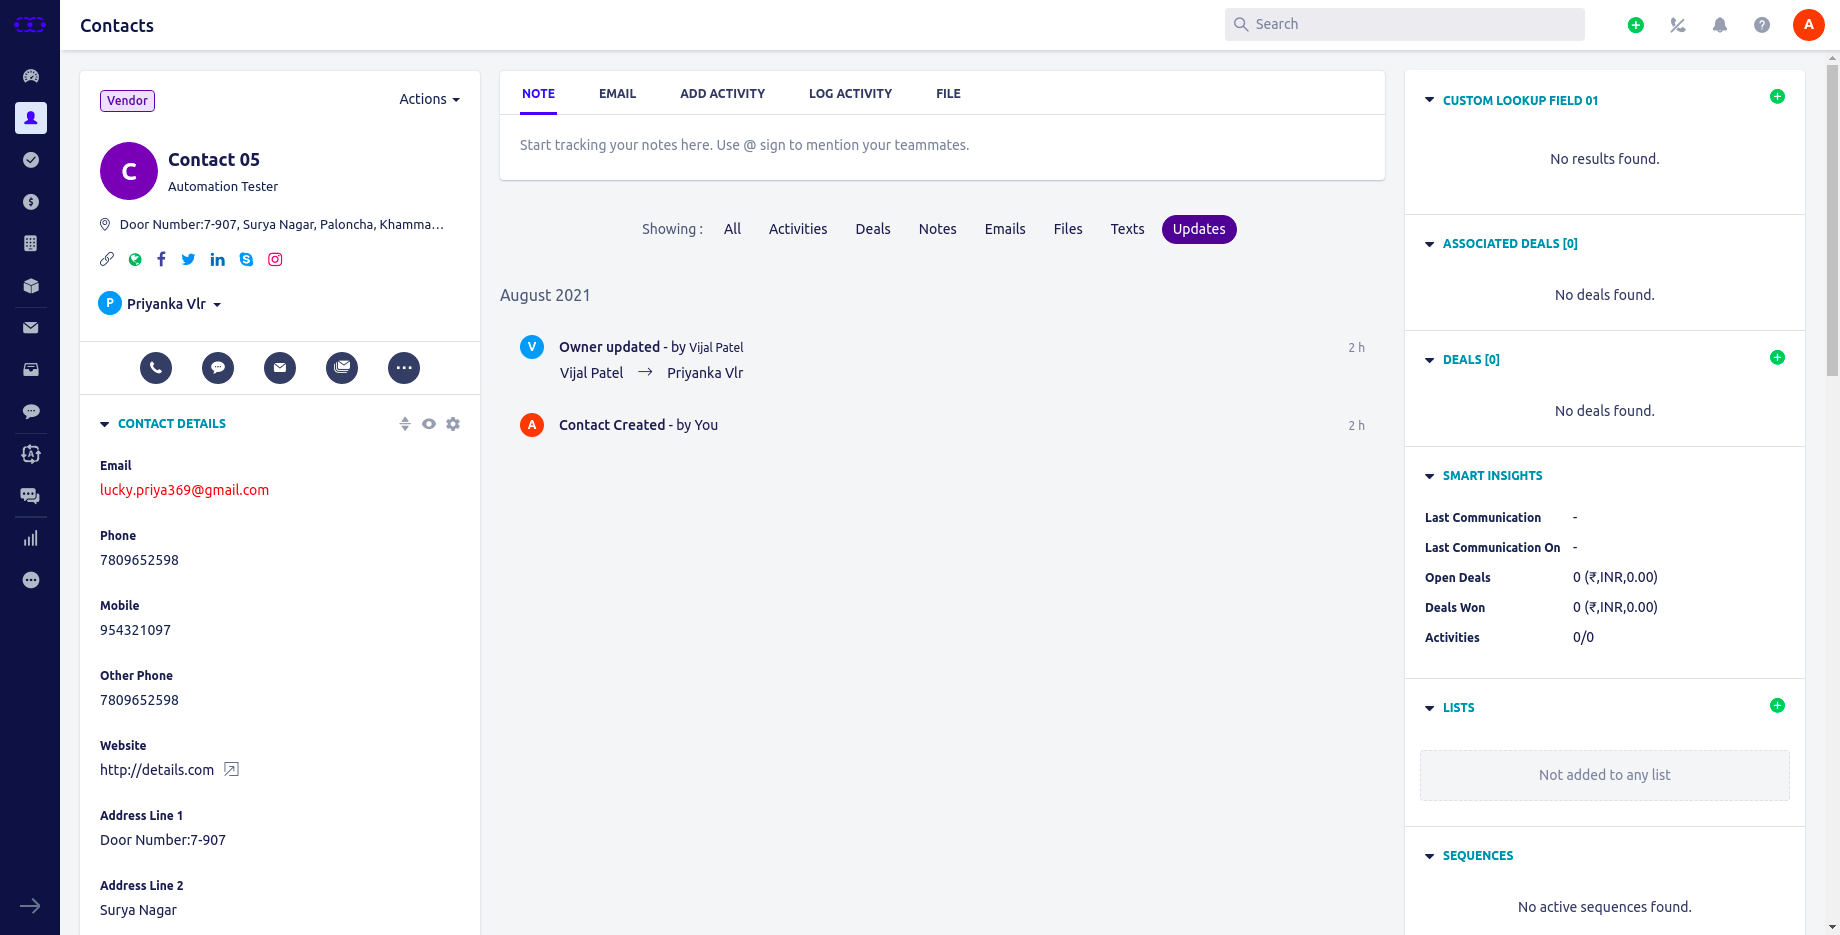 Contacts
Search
A
Vendor
Actions
C
Contact 05
Automation Tester
Door Number:7-907, Surya Nagar, Paloncha, Khamma...
P Priyanka Vlr
CONTACT DETAILS
Email
lucky.priya369@gmail.com
Phone
7809652598
Mobile
954321097
Other Phone
7809652598
Website
http://details.com
Address Line 1
Door Number:7-907
Address Line 2
Surya Nagar
NOTE EMAIL ADD ACTIVITY LOG ACTIVITY FILE
Start tracking your notes here. Use @ sign to mention your teammates.
Showing : All Activities Deals Notes Emails Files Texts Updates
August 2021
V Owner updated - by Vijal Patel 2 h
Vijal Patel → Priyanka Vlr
A Contact Created - by You 2 h
CUSTOM LOOKUP FIELD 01
No results found.
ASSOCIATED DEALS [0]
No deals found.
DEALS [0]
No deals found.
SMART INSIGHTS
Last Communication -
Last Communication On -
Open Deals 0 (₹,INR,0.00)
Deals Won 0 (₹,INR,0.00)
Activities 0/0
LISTS
Not added to any list
SEQUENCES
No active sequences found.